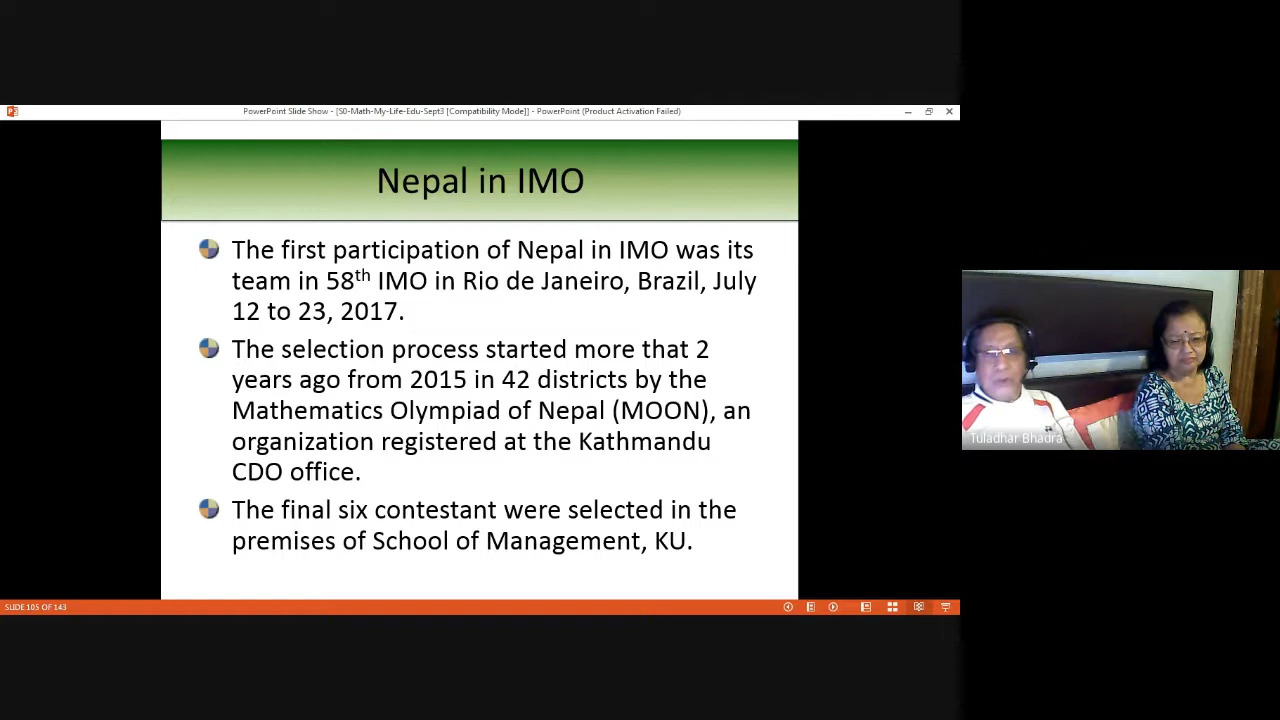 PowerPoint Slide Show - [S0-Math-My-Life-Edu-Sept3 [Compatibility Mode]] - PowerPoint (Product Activation Failed)
Nepal in IMO
The first participation of Nepal in IMO was its
team in 58th IMO in Rio de Janeiro, Brazil, July
12 to 23, 2017.
The selection process started more that 2
years ago from 2015 in 42 districts by the
Mathematics Olympiad of Nepal (MOON), an
organization registered at the Kathmandu
CDO office.
The final six contestant were selected in the
premises of School of Management, KU.
SLIDE 105 OF 143
Tuladhar Bhadra